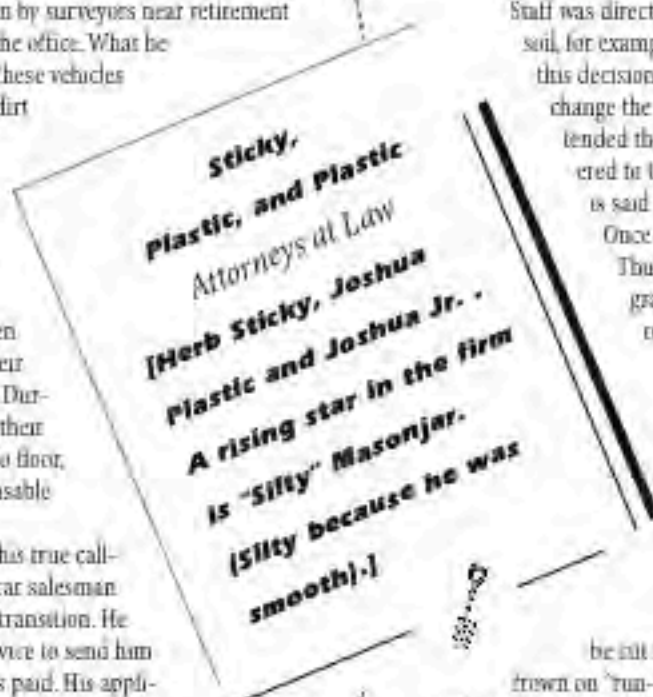 n by surveyors near retirement
he office. What he
These vehicles
dirt
en
eir
Dur-
their
o floor,
usable
his true call-
car salesman
transition. He
vice to send him
s paid. His appli-
Sticky,
Plastic, and Plastic
Attorneys at Law
[Herb Sticky, Joshua
Plastic and Joshua Jr. .
A rising star in the firm
is "Silty" Masonjar.
(Silty because he was
smooth).]
Staff was direct
soil, for examp
this decision
change the
tended th
ered to t
is said
Once
Thu
gra
be cut
frown on "run-